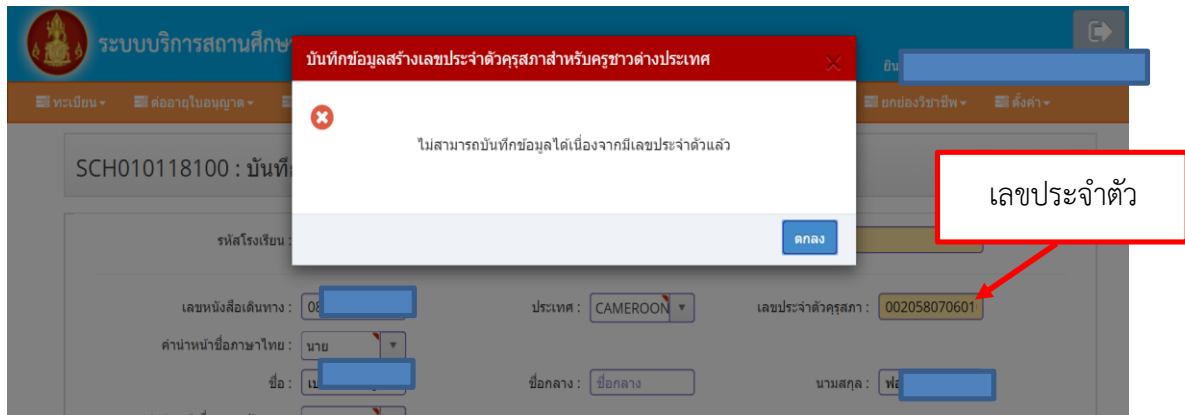 ระบบบริการสถานศึกษ
บันทึกข้อมูลสร้างเลขประจำตัวคุรุสภาสำหรับครูชาวต่างประเทศ
ยิน
ทะเบียน
ต่ออายุใบอนุญาต
ยกย่องวิชาชีพ
ตั้งค่า
ไม่สามารถบันทึกข้อมูลได้เนื่องจากมีเลขประจำตัวแล้ว
SCH010118100 : บันทึ
เลขประจำตัว
รหัสโรงเรียน :
ตกลง
เลขหนังสือเดินทาง : 08
ประเทศ : CAMEROON
เลขประจำตัวคุรุสภา : 002058070601
คำนำหน้าชื่อภาษาไทย : นาย
ชื่อ :
ชื่อกลาง : ชื่อกลาง
นามสกุล : ฟอ